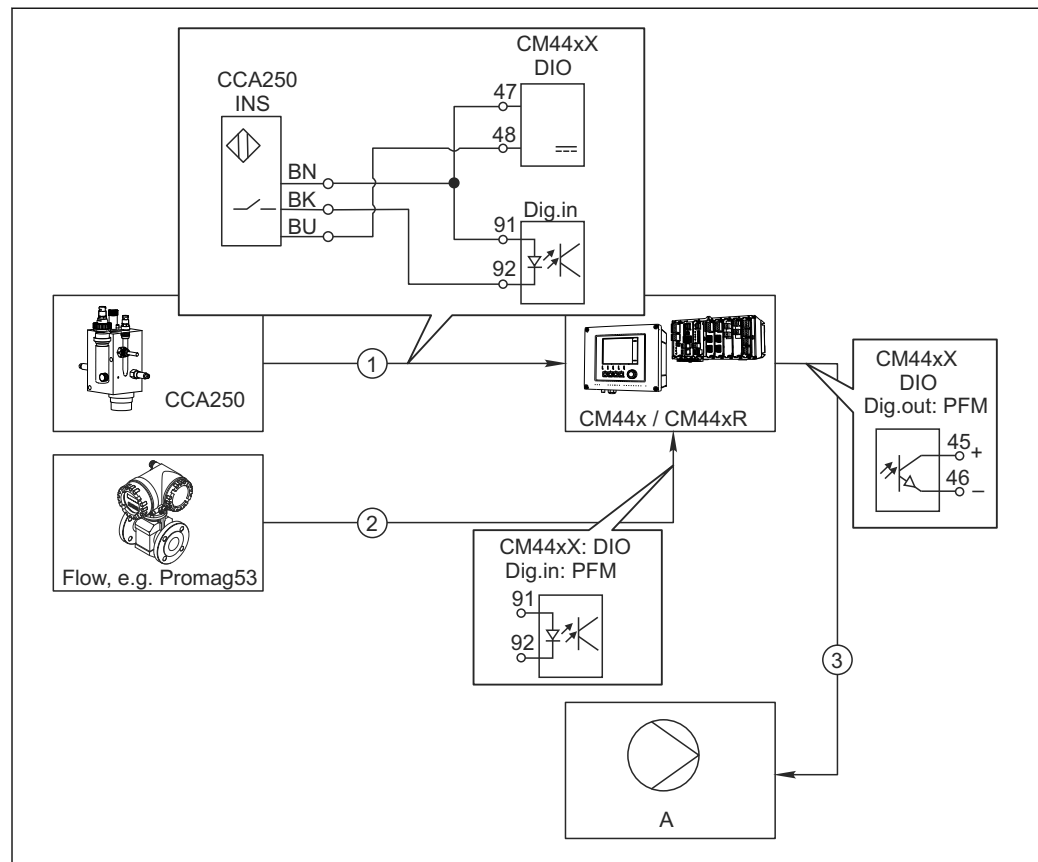 CM44xX
DIO
CCA250
INS
47
48
BN
BK
BU
Dig.in
91
92
CCA250
1
CM44x / CM44xR
CM44xX
DIO
Dig.out: PFM
45 +
46 –
Flow, e.g. Promag53
2
CM44xX: DIO
Dig.in: PFM
91
92
3
A